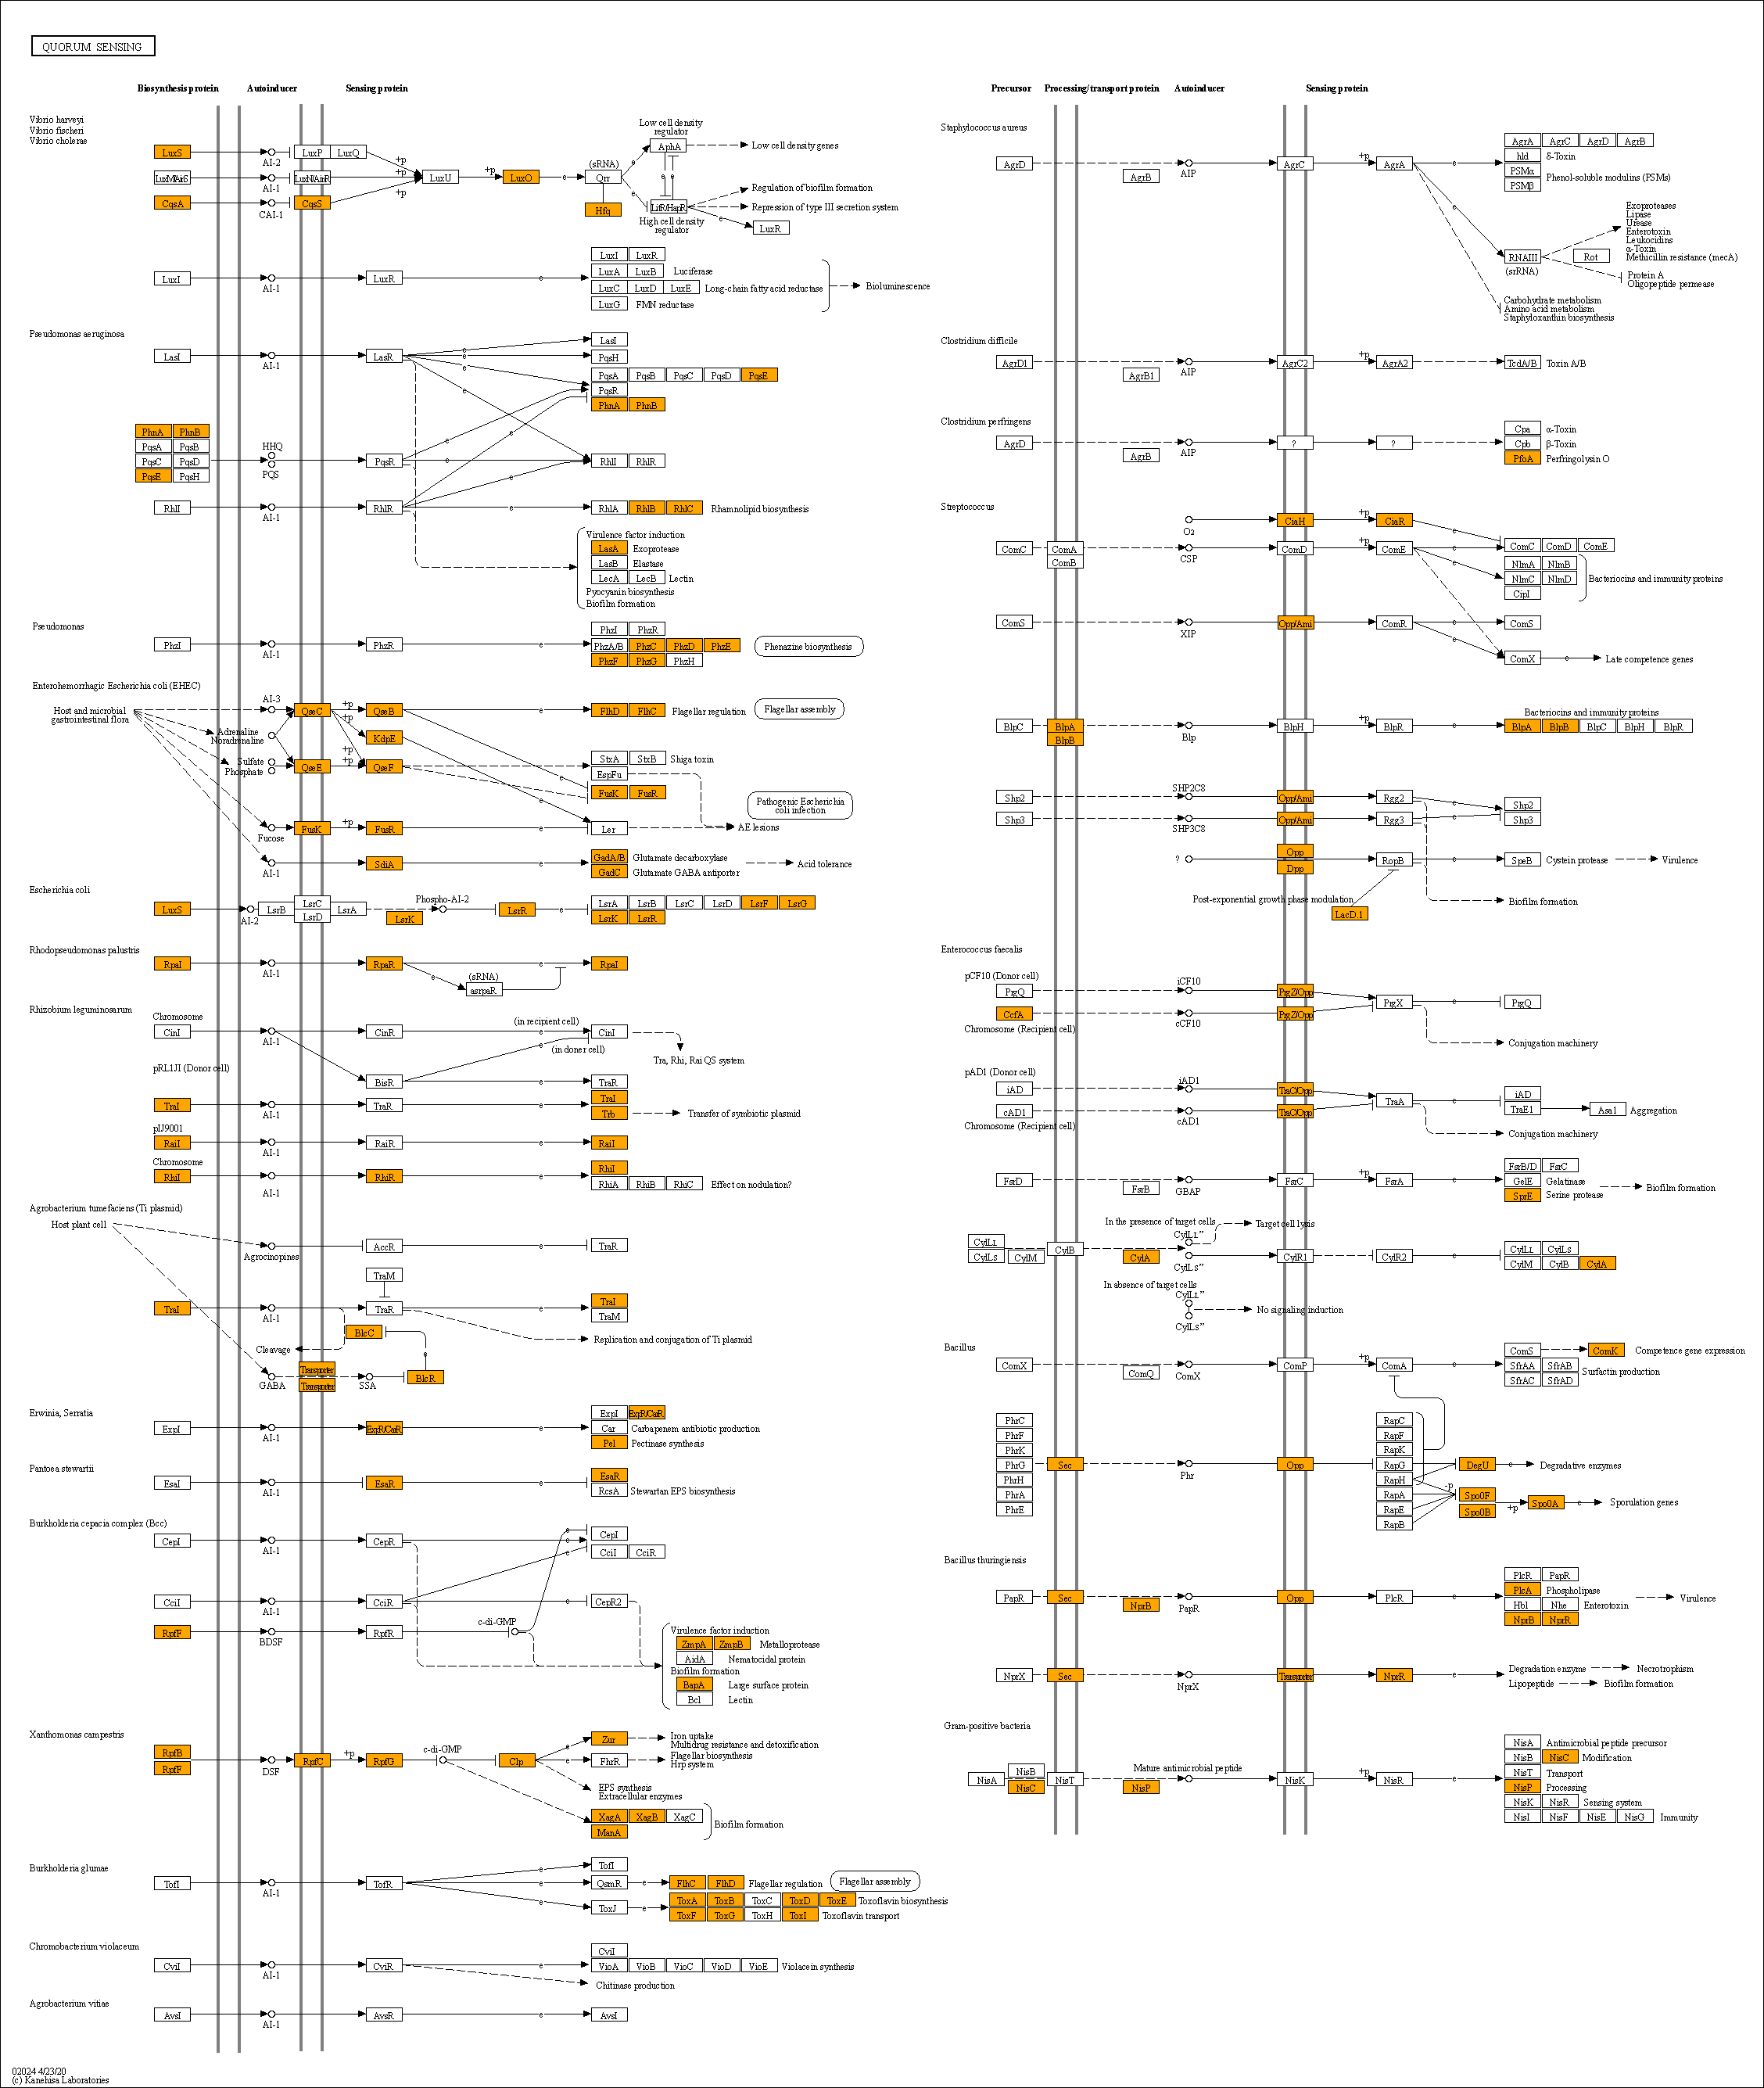 QUORUM SENSING
Biosynthesis protein Autoinducer Sensing protein
Vibrio harveyi
Vibrio fischeri
Vibrio cholerae
Low cell density
regulator
LuxS AI-2 LuxP LuxQ +p AphA Low cell density genes
(sRNA)
LuxM/AinS AI-1 LuxN/AinR +p LuxU +p LuxO e Qrr e e e
Regulation of biofilm formation
CqsA CAI-1 CqsS +p Hfq e LitR/HapR Repression of type III secretion system
High cell density
regulator
e LuxR
LuxI LuxR
LuxI AI-1 LuxR e LuxA LuxB Luciferase
LuxC LuxD LuxE Long-chain fatty acid reductase Bioluminescence
LuxG FMN reductase
Pseudomonas aeruginosa
LasI
LasI AI-1 LasR e e e PqsH
PqsA PqsB PqsC PqsD PqsE
e PqsR
PhnA PhnB
PhnA PhnB
PqsA PqsB HHQ e e
PqsC PqsD PqsR e RhlI RhlR
PqsE PqsH PQS e
RhlI AI-1 RhlR e RhlA RhlB RhlC Rhamnolipid biosynthesis
Virulence factor induction
LasA Exoprotease
LasB Elastase
LecA LecB Lectin
Pyocyanin biosynthesis
Biofilm formation
Pseudomonas
PhzI PhzR
PhzI AI-1 PhzR e PhzA/B PhzC PhzD PhzE Phenazine biosynthesis
PhzF PhzG PhzH
Enterohemorrhagic Escherichia coli (EHEC)
Host and microbial
gastrointestinal flora
AI-3 QseC +p QseB e FlhD FlhC Flagellar regulation Flagellar assembly
Adrenaline
Noradrenaline
+p KdpE
Sulfate
Phosphate
QseE +p +p QseF StxA StxB Shiga toxin
EspFu
e FusK FusR
e Pathogenic Escherichia
coli infection
Fucose FusK +p FusR e Ler AE lesions
AI-1 SdiA e GadA/B Glutamate decarboxylase Acid tolerance
GadC Glutamate GABA antiporter
Escherichia coli
LuxS AI-2 LsrB LsrC LsrD LsrA LsrK Phospho-AI-2 LsrR e LsrA LsrB LsrC LsrD LsrF LsrG
LsrK LsrR
Rhodopseudomonas palustris
RpaI AI-1 RpaR e RpaI
e (sRNA)
asrpaR
Rhizobium leguminosarum
Chromosome
CinI AI-1 CinR (in recipient cell) CinI
e (in doner cell)
Tra, Rhi, Rai QS system
pRL1JI (Donor cell)
BisR e TraR
TraI AI-1 TraR e TraI
Trb Transfer of symbiotic plasmid
pIJ9001
RaiI AI-1 RaiR e RaiI
Chromosome
RhiI AI-1 RhiR e RhiI
RhiA RhiB RhiC Effect on nodulation?
Agrobacterium tumefaciens (Ti plasmid)
Host plant cell
Agrocinopines AccR e TraR
TraM
TraI AI-1 TraR e TraI
TraM
BlcC
Cleavage e Replication and conjugation of Ti plasmid
GABA Transporter
Transporter SSA BlcR
Erwinia, Serratia
ExpI AI-1 ExpR/CarR e ExpI ExpR/CarR
Car Carbapenem antibiotic production
Pel Pectinase synthesis
Pantoea stewartii
EsaI AI-1 EsaR e EsaR
RcsA Stewartan EPS biosynthesis
Burkholderia cepacia complex (Bcc)
CepI AI-1 CepR e e e CepI
CciI CciR
CciI AI-1 CciR e CepR2
RpfF BDSF RpfR c-di-GMP
Virulence factor induction
ZmpA ZmpB Metalloprotease
AidA Nematocidal protein
Biofilm formation
BapA Large surface protein
Bcl Lectin
Xanthomonas campestris
RpfB
RpfF DSF RpfC +p RpfG c-di-GMP Clp e e
Zur Iron uptake
Multidrug resistance and detoxification
FhrR Flagellar biosynthesis
Hrp system
EPS synthesis
Extracellular enzymes
XagA XagB XagC Biofilm formation
ManA
Burkholderia glumae
TofI AI-1 TofR e e e TofI
QsmR e FlhC FlhD Flagellar regulation Flagellar assembly
ToxJ e ToxA ToxB ToxC ToxD ToxE Toxoflavin biosynthesis
ToxF ToxG ToxH ToxI Toxoflavin transport
Chromobacterium violaceum
CviI
CviI AI-1 CviR e VioA VioB VioC VioD VioE Violacein synthesis
Chitinase production
Agrobacterium vitiae
AvsI AI-1 AvsR e AvsI
02024 4/23/20
(c) Kanehisa Laboratories
Precursor Processing/transport protein Autoinducer Sensing protein
Staphylococcus aureus
AgrD AgrB AIP AgrC +p AgrA e
AgrA AgrC AgrD AgrB
hld δ-Toxin
PSMα Phenol-soluble modulins (PSMs)
PSMβ
e RNAIII
(srRNA)
Exoproteases
Lipase
Urease
Enterotoxin
Leukocidins
α-Toxin
Rot Methicillin resistance (mecA)
Protein A
Oligopeptide permease
Carbohydrate metabolism
Amino acid metabolism
Staphyloxanthin biosynthesis
Clostridium difficile
AgrD1 AgrB1 AIP AgrC2 +p AgrA2 TcdA/B Toxin A/B
Clostridium perfringens
AgrD AgrB AIP ? ? Cpa α-Toxin
Cpb β-Toxin
PfoA Perfringolysin O
Streptococcus
O2 CiaH +p CiaR e
ComC ComA ComB CSP ComD +p ComE e ComC ComD ComE
e NlmA NlmB
NlmC NlmD Bacteriocins and immunity proteins
CipI
ComS XIP Opp/Ami ComR e ComS
e ComX e Late competence genes
Bacteriocins and immunity proteins
BlpC BlpA BlpB Blp BlpH +p BlpR e BlpA BlpB BlpC BlpH BlpR
Shp2 SHP2C8 Opp/Ami Rgg2 e Shp2
Shp3 SHP3C8 Opp/Ami Rgg3 e Shp3
? Opp Dpp RopB e SpeB Cystein protease Virulence
Post-exponential growth phase modulation
LacD.1 Biofilm formation
Enterococcus faecalis
pCF10 (Donor cell)
PrgQ iCF10 PrgZ/Opp PrgX e PrgQ
CcfA cCF10 PrgZ/Opp
Chromosome (Recipient cell)
Conjugation machinery
pAD1 (Donor cell)
iAD iAD1 TraC/Opp TraA e iAD
cAD1 cAD1 TraC/Opp TraE1 Asa1 Aggregation
Chromosome (Recipient cell)
Conjugation machinery
FsrD FsrB GBAP FsrC +p FsrA e FsrB/D FsrC
GelE Gelatinase
SprE Serine protease Biofilm formation
In the presence of target cells Target cell lysis
CylLL CylLS CylM CylB CylA CylLL” CylLS” CylR1 CylR2 e CylLL CylLS
CylM CylB CylA
In absence of target cells
CylLL”
CylLS” No signaling induction
Bacillus
ComX ComQ ComX ComP +p ComA e ComS ComK Competence gene expression
SfrAA SfrAB Surfactin production
SfrAC SfrAD
PhrC RapC
PhrF RapF
PhrK RapK
PhrG Sec Phr Opp RapG DegU e Degradative enzymes
PhrH RapH -p
PhrA RapA Spo0F +p Spo0A e Sporulation genes
PhrE RapE Spo0B
RapB
Bacillus thuringiensis
PlcR PapR
PapR Sec NprB PapR Opp PlcR e PlcA Phospholipase
Hbl Nhe Enterotoxin Virulence
NprB NprR
NprX Sec NprX Transporter NprR e Degradation enzyme Necrotrophism
Lipopeptide Biofilm formation
Gram-positive bacteria
NisA NisB NisC NisT NisP Mature antimicrobial peptide NisK +p NisR e
NisA Antimicrobial peptide precursor
NisB NisC Modification
NisT Transport
NisP Processing
NisK NisR Sensing system
NisI NisF NisE NisG Immunity